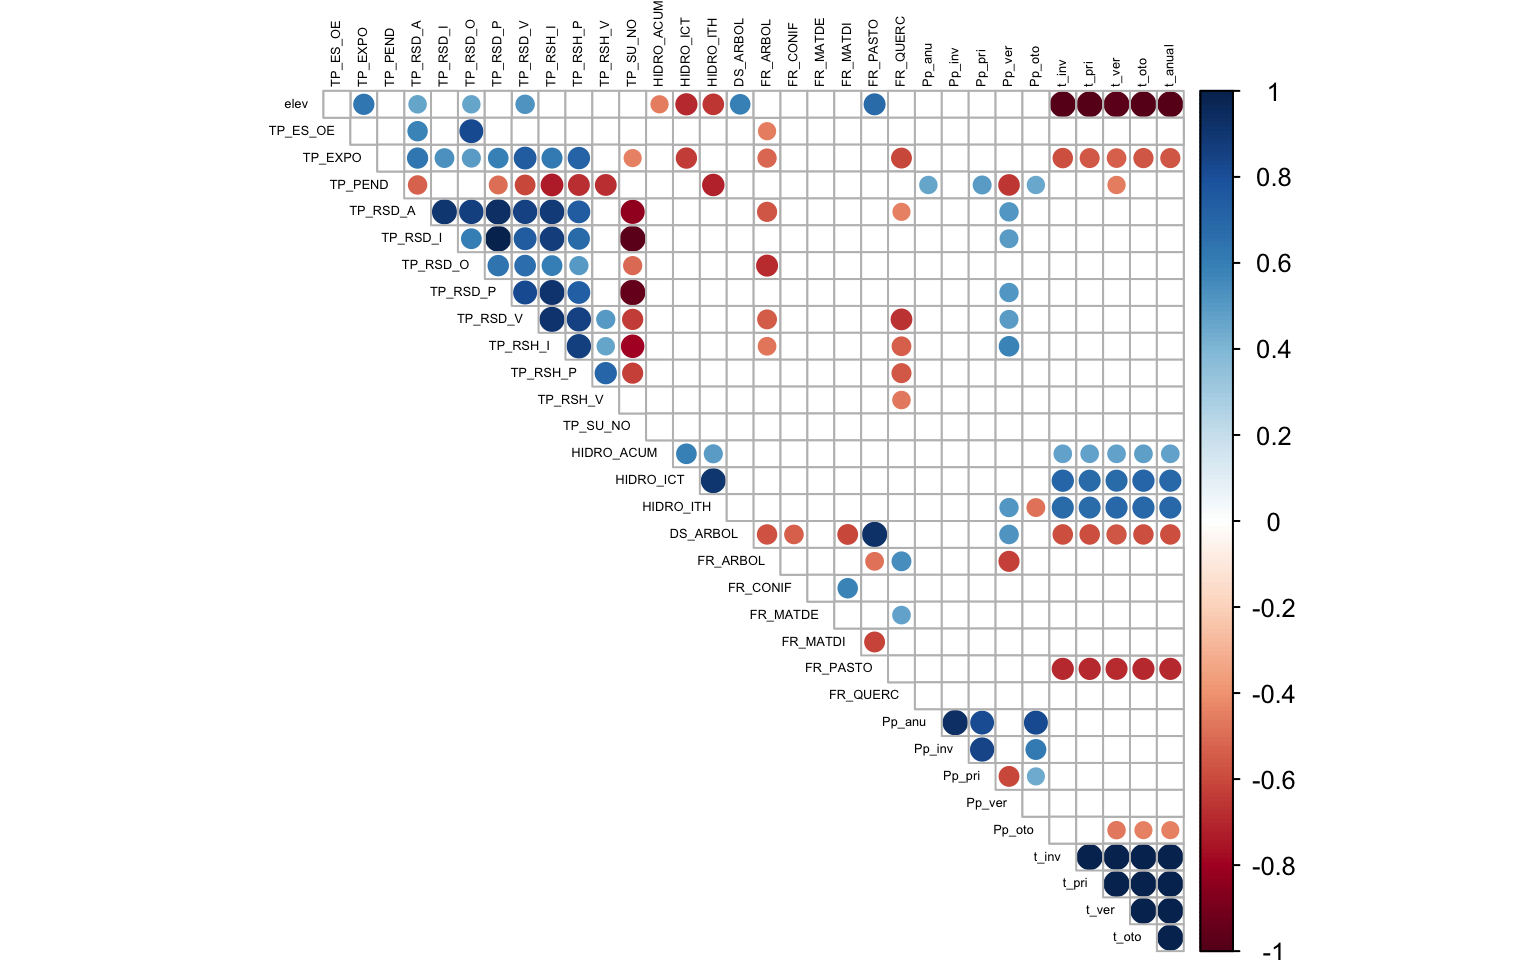 TP_ES_OE
TP_EXPO
TP_PEND
TP_RSD_A
TP_RSD_I
TP_RSD_O
TP_RSD_P
TP_RSD_V
TP_RSH_I
TP_RSH_P
TP_RSH_V
TP_SU_NO
HIDRO_ACUM
HIDRO_ICT
HIDRO_ITH
DS_ARBOL
FR_ARBOL
FR_CONIF
FR_MATDE
FR_MATDI
FR_PASTO
FR_QUERC
Pp_anu
Pp_inv
Pp_pri
Pp_ver
Pp_oto
t_inv
t_pri
t_ver
t_oto
t_anual
elev
TP_ES_OE
TP_EXPO
TP_PEND
TP_RSD_A
TP_RSD_I
TP_RSD_O
TP_RSD_P
TP_RSD_V
TP_RSH_I
TP_RSH_P
TP_RSH_V
TP_SU_NO
HIDRO_ACUM
HIDRO_ICT
HIDRO_ITH
DS_ARBOL
FR_ARBOL
FR_CONIF
FR_MATDE
FR_MATDI
FR_PASTO
FR_QUERC
Pp_anu
Pp_inv
Pp_pri
Pp_ver
Pp_oto
t_inv
t_pri
t_ver
t_oto
1
0.8
0.6
0.4
0.2
0
-0.2
-0.4
-0.6
-0.8
-1